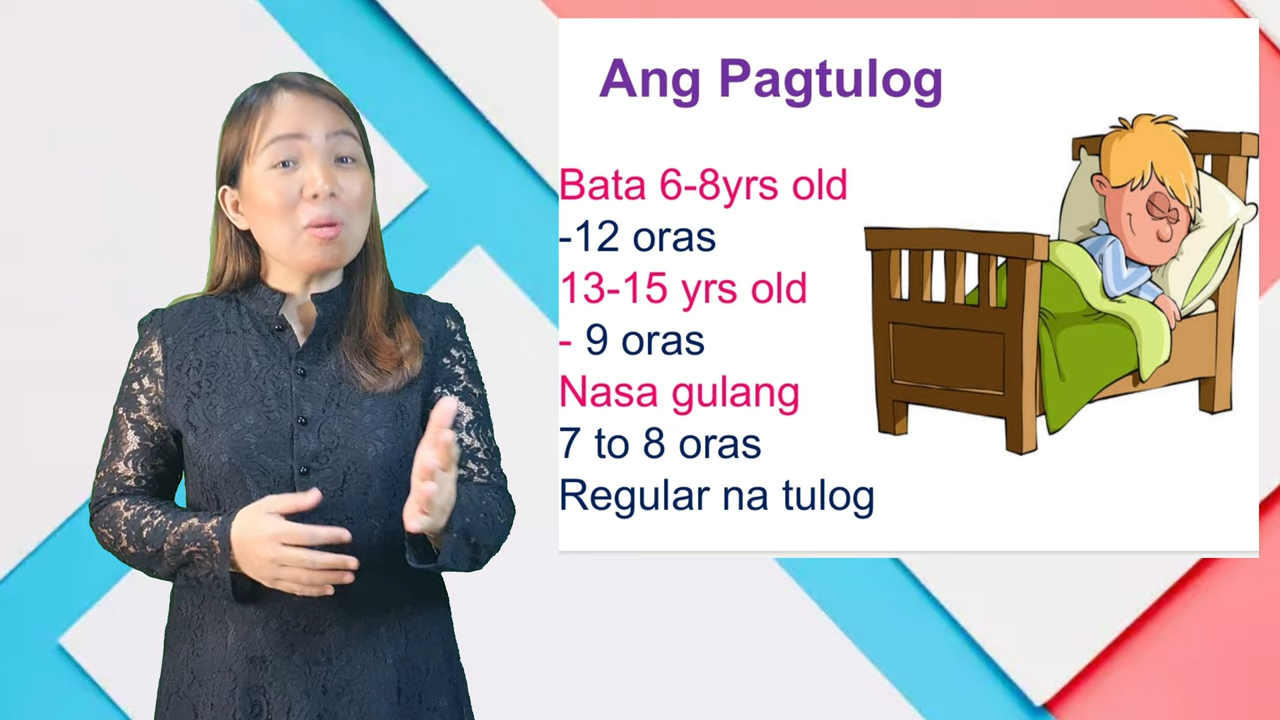 Ang Pagtulog
Bata 6-8yrs old
-12 oras
13-15 yrs old
- 9 oras
Nasa gulang
7 to 8 oras
Regular na tulog